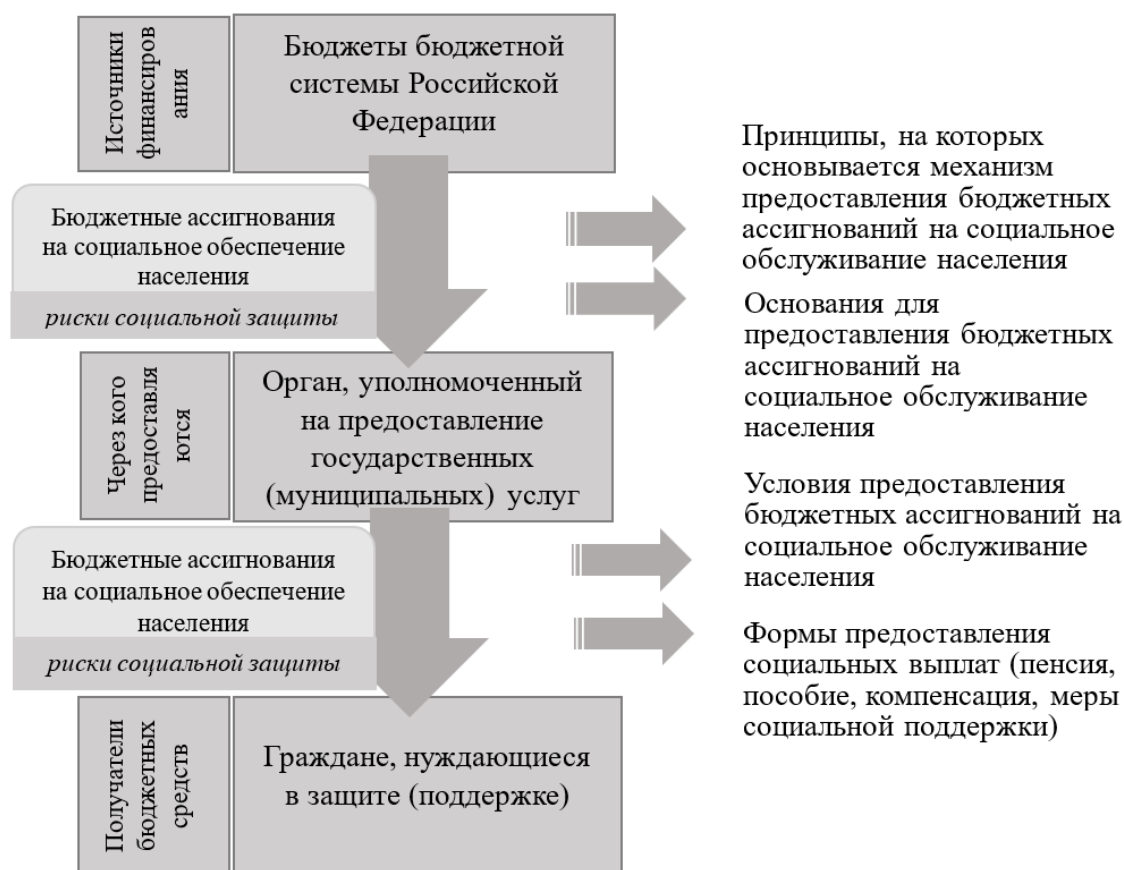 Источники
финансиров
ания
Бюджеты бюджетной
системы Российской
Федерации
Бюджетные ассигнования
на социальное обеспечение
населения
риски социальной защиты
Принципы, на которых
основывается механизм
предоставления бюджетных
ассигнований на социальное
обслуживание населения
Основания для
предоставления бюджетных
ассигнований на
социальное обслуживание
населения
Через кого
предоставля
ются
Орган, уполномоченный
на предоставление
государственных
(муниципальных) услуг
Бюджетные ассигнования
на социальное обеспечение
населения
риски социальной защиты
Условия предоставления
бюджетных ассигнований на
социальное обслуживание
населения
Формы предоставления
социальных выплат (пенсия,
пособие, компенсация, меры
социальной поддержки)
Получатели
бюджетных
средств
Граждане, нуждающиеся
в защите (поддержке)